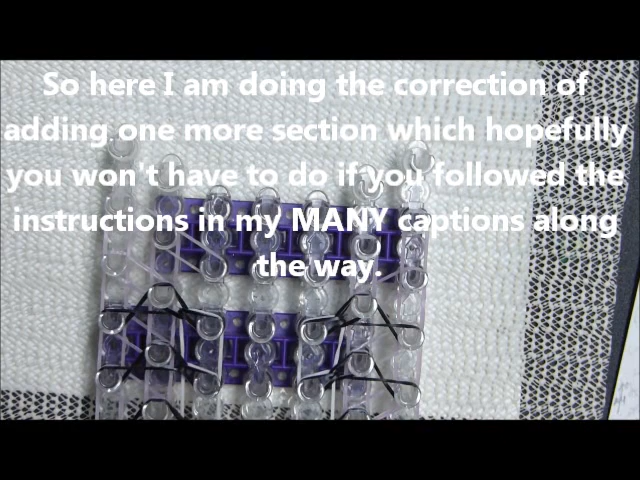 So here I am doing the correction of
adding one more section which hopefully
you won't have to do if you followed the
instructions in my MANY captions along
the way.